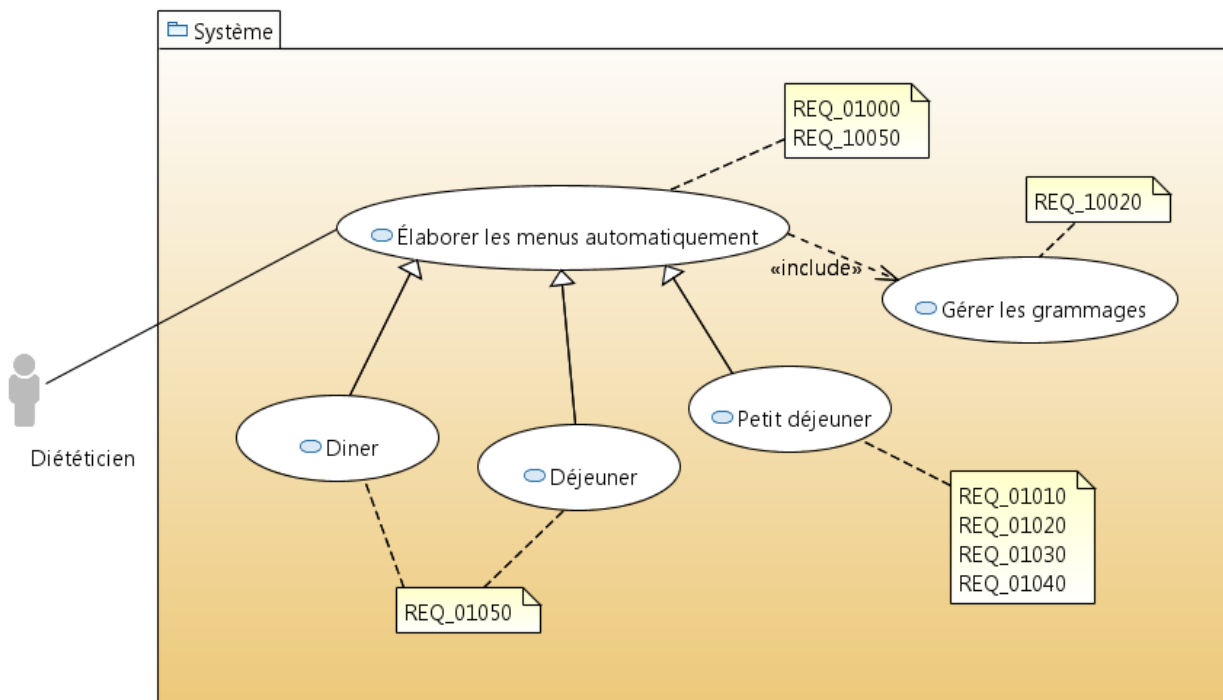 Système
REQ_01000
REQ_10050
REQ_10020
Élaborer les menus automatiquement
«include»
Gérer les grammages
Petit déjeuner
Diner
Déjeuner
Diététicien
REQ_01010
REQ_01020
REQ_01030
REQ_01040
REQ_01050